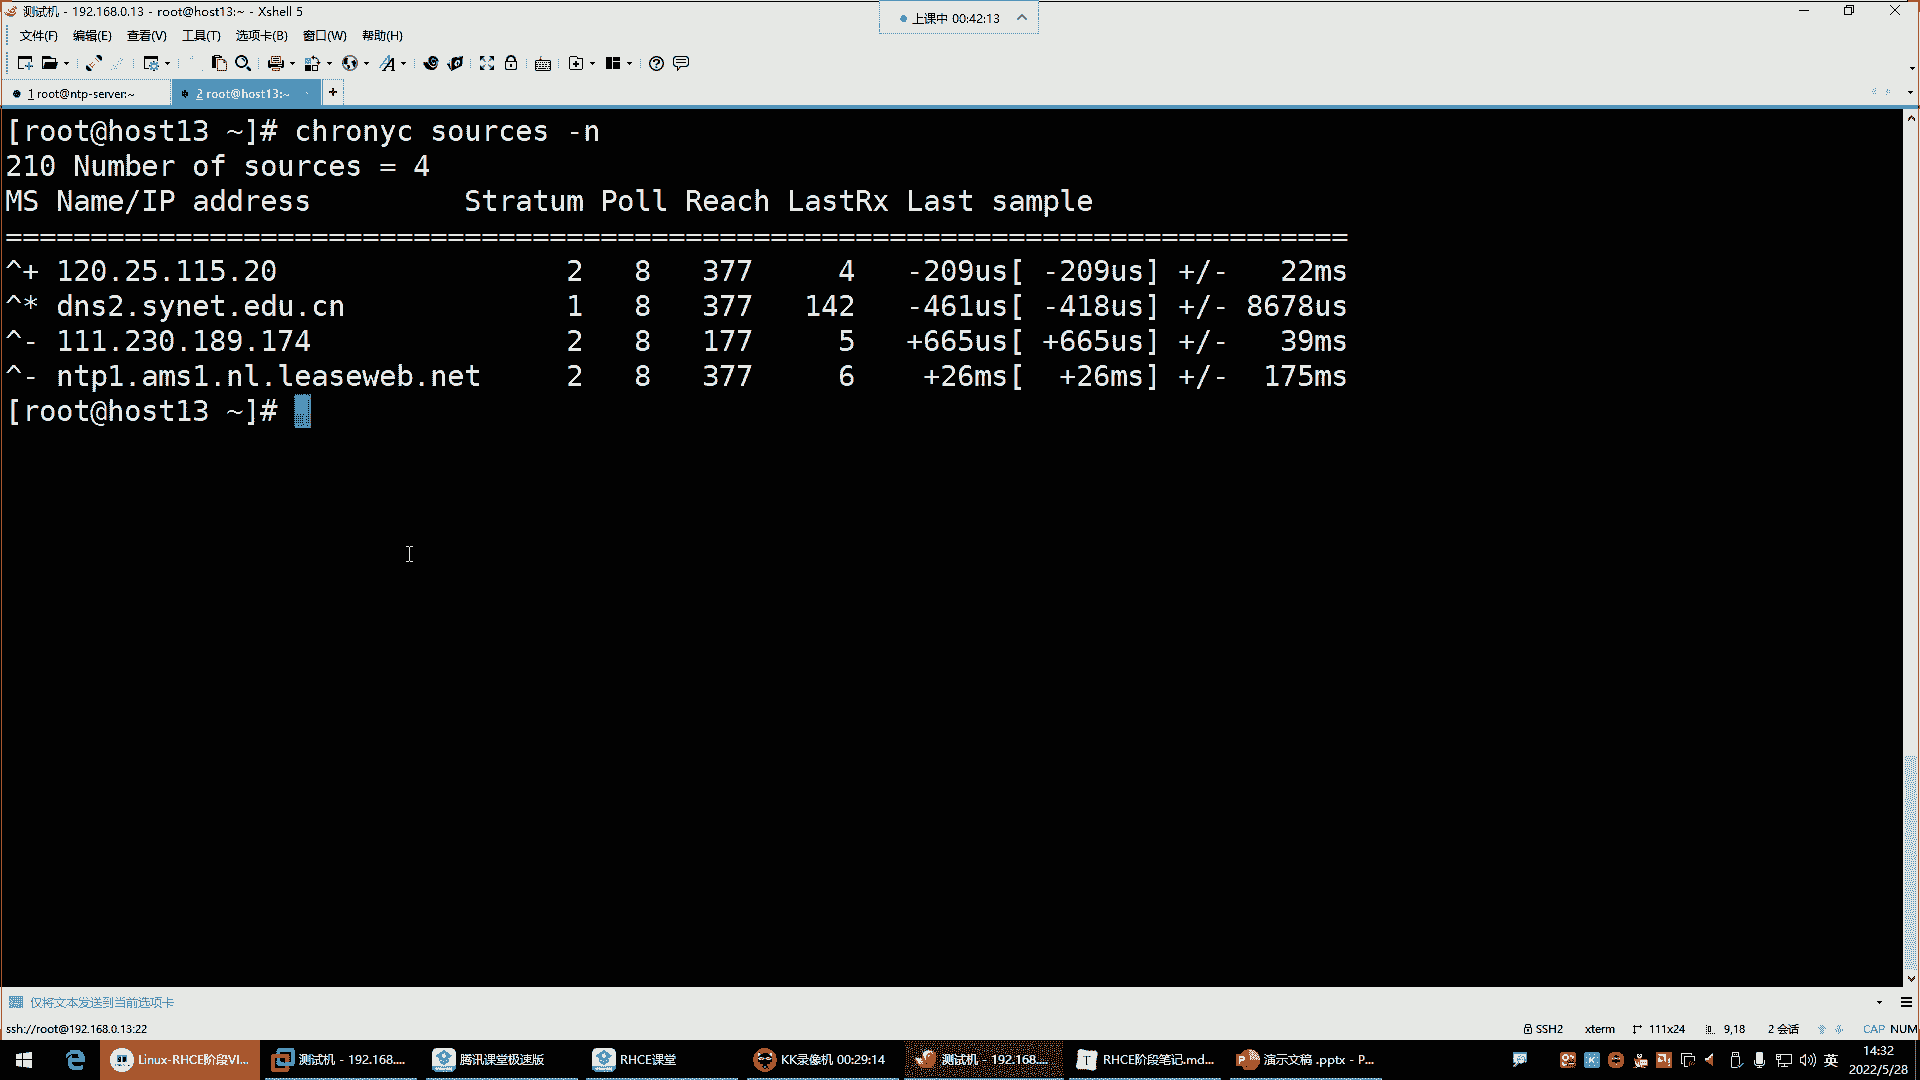 测试机 - 192.168.0.13 - root@host13:~ - Xshell 5
上课中 00:42:13
文件(F) 编辑(E) 查看(V) 工具(T) 选项卡(B) 窗口(W) 帮助(H)
1 root@ntp-server:~ 2 root@host13:~ +
[root@host13 ~]# chronyc sources -n
210 Number of sources = 4
MS Name/IP address         Stratum Poll Reach LastRx Last sample
===============================================================================
^+ 120.25.115.20                 2   8   377      4   -209us[ -209us] +/-   22ms
^* dns2.synet.edu.cn             1   8   377    142   -461us[ -418us] +/- 8678us
^- 111.230.189.174               2   8   177      5   +665us[ +665us] +/-   39ms
^- ntp1.ams1.nl.leaseweb.net     2   8   377      6    +26ms[  +26ms] +/-  175ms
[root@host13 ~]#
仅将文本发送到当前选项卡
ssh://root@192.168.0.13:22 SSH2 xterm 111x24 9,18 2 会话 CAP NUM
Linux-RHCE阶段VI... 测试机 - 192.168.... 腾讯课堂极速版 RHCE课堂 KK录像机 00:29:14 测试机 - 192.168.... RHCE阶段笔记.md... 演示文稿 .pptx - P... 英 14:32
2022/5/28